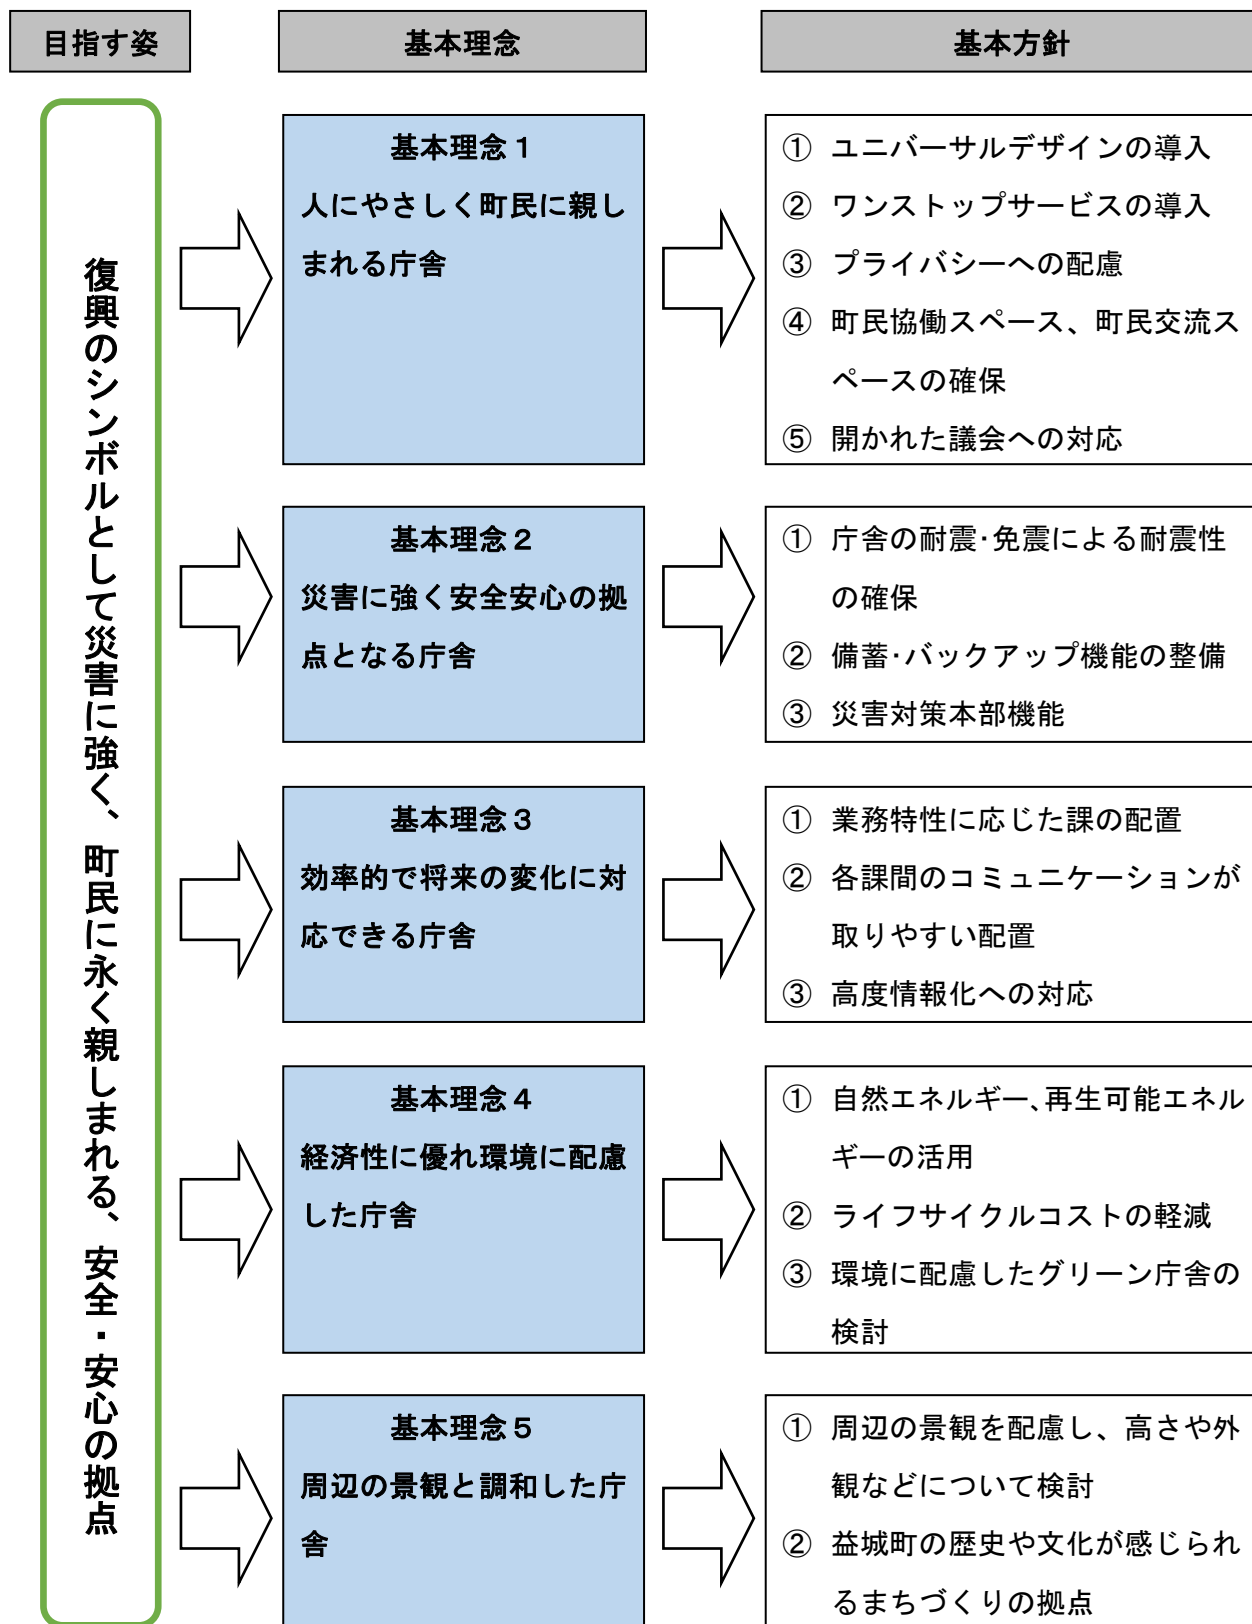 目指す姿
基本理念
基本方針
復興のシンボルとして災害に強く、町民に永く親しまれる、安全・安心の拠点
基本理念１
人にやさしく町民に親し
まれる庁舎
① ユニバーサルデザインの導入
② ワンストップサービスの導入
③ プライバシーへの配慮
④ 町民協働スペース、町民交流ス
ペースの確保
⑤ 開かれた議会への対応
基本理念２
災害に強く安全安心の拠
点となる庁舎
① 庁舎の耐震・免震による耐震性
の確保
② 備蓄・バックアップ機能の整備
③ 災害対策本部機能
基本理念３
効率的で将来の変化に対
応できる庁舎
① 業務特性に応じた課の配置
② 各課間のコミュニケーションが
取りやすい配置
③ 高度情報化への対応
基本理念４
経済性に優れ環境に配慮
した庁舎
① 自然エネルギー、再生可能エネル
ギーの活用
② ライフサイクルコストの軽減
③ 環境に配慮したグリーン庁舎の
検討
基本理念５
周辺の景観と調和した庁
舎
① 周辺の景観を配慮し、高さや外
観などについて検討
② 益城町の歴史や文化が感じられ
るまちづくりの拠点